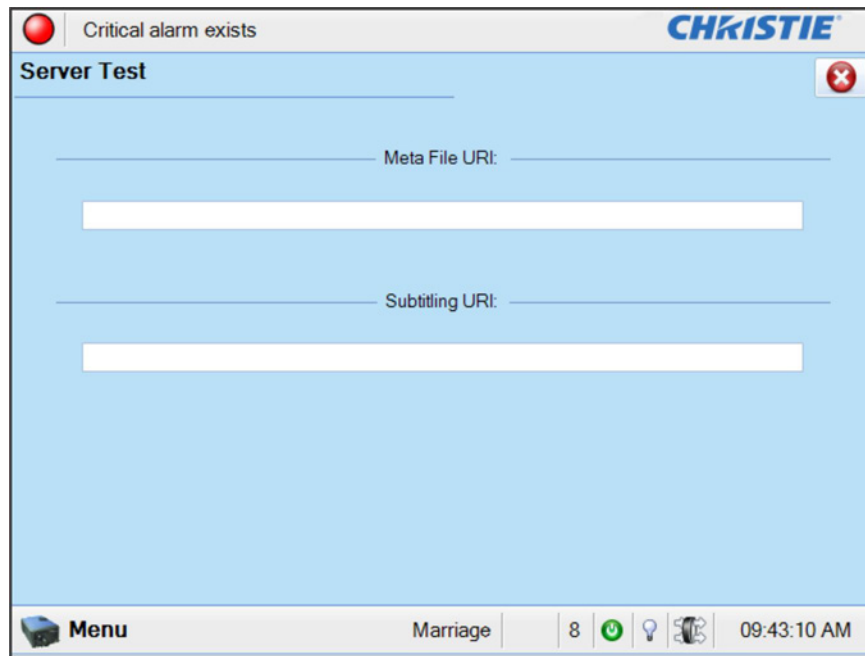 Critical alarm exists
CHRISTIE
Server Test
Meta File URI:
Subtitling URI:
Menu
Marriage
8
09:43:10 AM